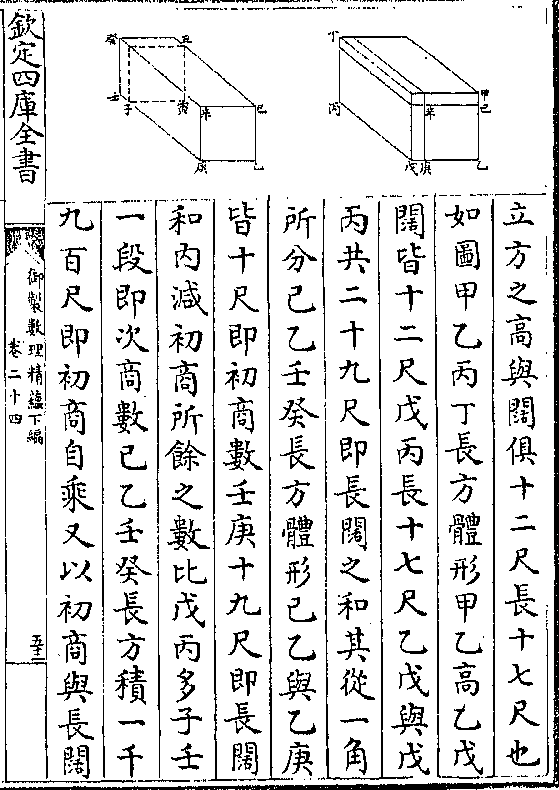 立方之高與闊俱十二尺長十七尺也
如圖甲乙丙丁長方體形甲乙高乙戊
闊皆十二尺戊丙長十七尺乙戊與戊
丙共二十九尺即長闊之和其從一角
所分己乙壬癸長方體形己乙與乙庚
皆十尺即初商數壬庚十九尺即長闊
和內減初商所餘之數比戊丙多子壬
一段即次商數己乙壬癸長方積一千
九百尺即初商自乘又以初商與長闊
欽定四庫全書
御製數理精蘊下編
卷二十四
五十二
丁
甲
己
辛
丙
戊
庚
乙
癸
丑
壬
子
寅
辛
己
庚
乙